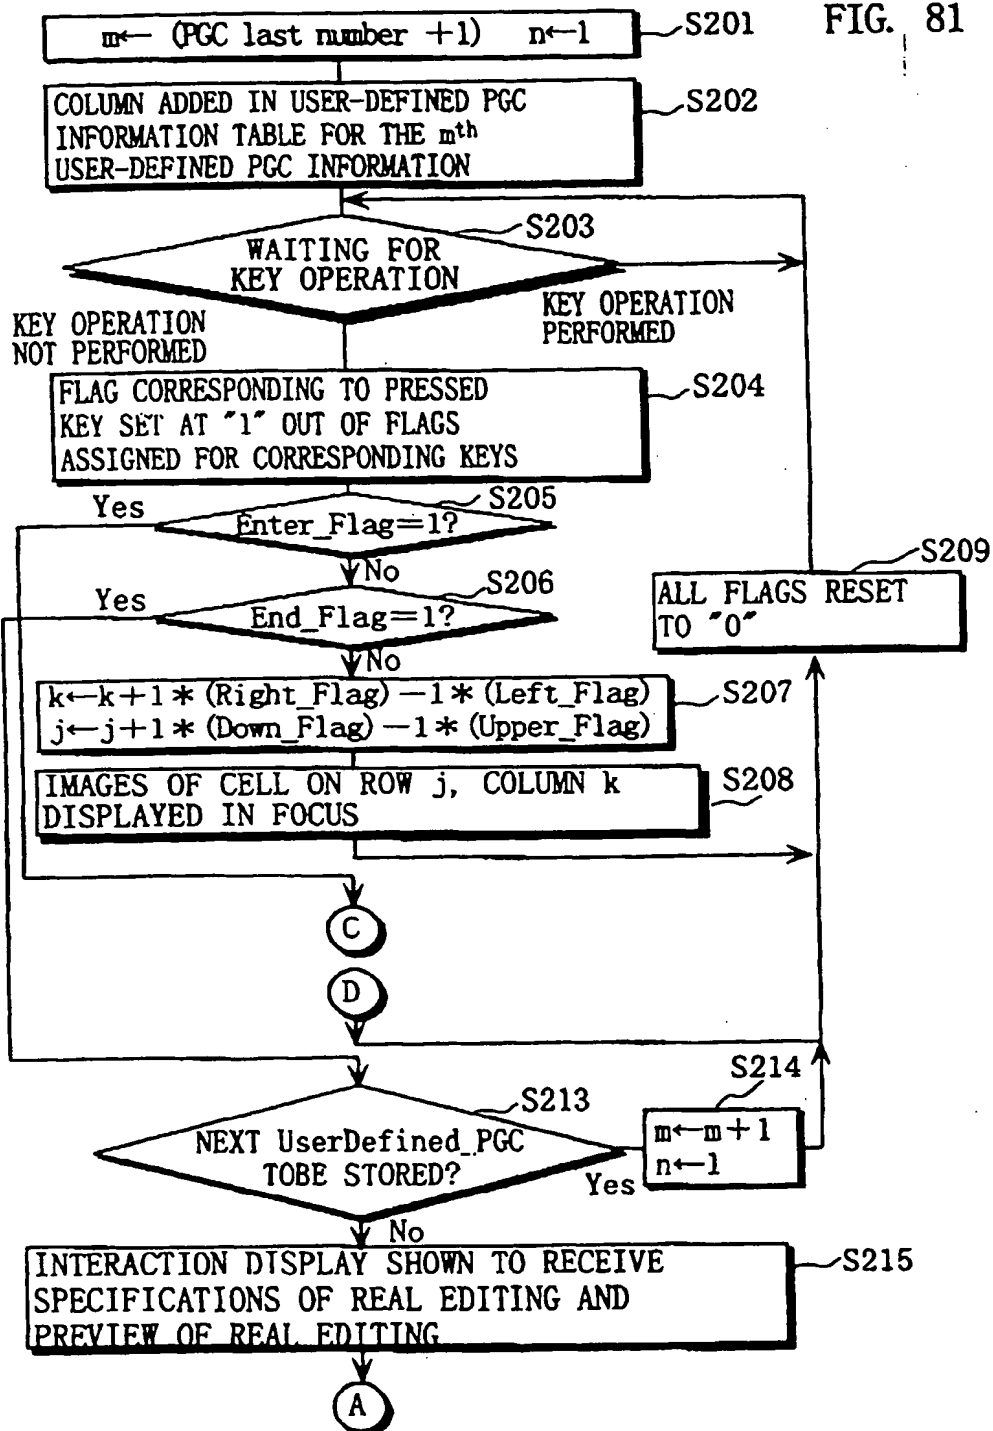 FIG. 81
m← (PGC last number +1) n←1
S201
COLUMN ADDED IN USER-DEFINED PGC
INFORMATION TABLE FOR THE mth
USER-DEFINED PGC INFORMATION
S202
WAITING FOR
KEY OPERATION
S203
KEY OPERATION
PERFORMED
KEY OPERATION
NOT PERFORMED
FLAG CORRESPONDING TO PRESSED
KEY SET AT "1" OUT OF FLAGS
ASSIGNED FOR CORRESPONDING KEYS
S204
Yes
Enter_Flag=1?
S205
No
Yes
End_Flag=1?
S206
No
S209
ALL FLAGS RESET
TO "0"
k←k+1*(Right_Flag)-1*(Left_Flag)
j←j+1*(Down_Flag)-1*(Upper_Flag)
S207
IMAGES OF CELL ON ROW j, COLUMN k
DISPLAYED IN FOCUS
S208
C
D
S213
NEXT UserDefined_PGC
TOBE STORED?
Yes
S214
m←m+1
n←1
No
INTERACTION DISPLAY SHOWN TO RECEIVE
SPECIFICATIONS OF REAL EDITING AND
PREVIEW OF REAL EDITING
S215
A